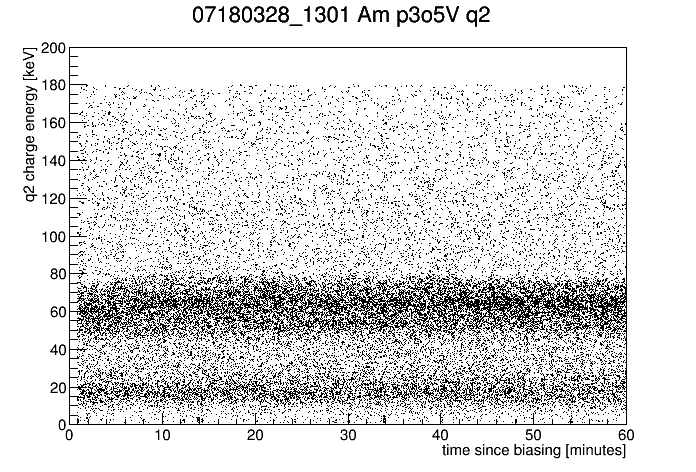 07180328_1301 Am p3o5V q2
q2 charge energy [keV]
200
180
160
140
120
100
80
60
40
20
0
0 10 20 30 40 50 60
time since biasing [minutes]